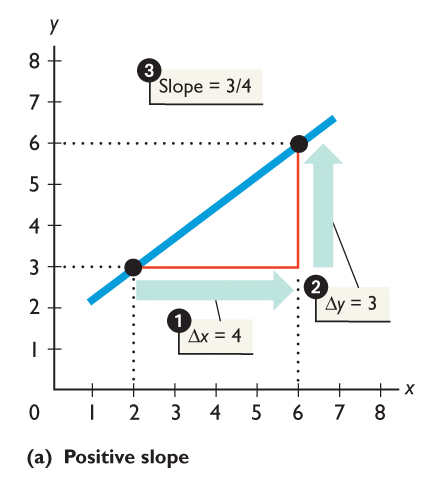 y
8
3
Slope = 3/4
7
6
5
4
3
2
2
Δy = 3
1
Δx = 4
1
x
0 1 2 3 4 5 6 7 8
(a) Positive slope